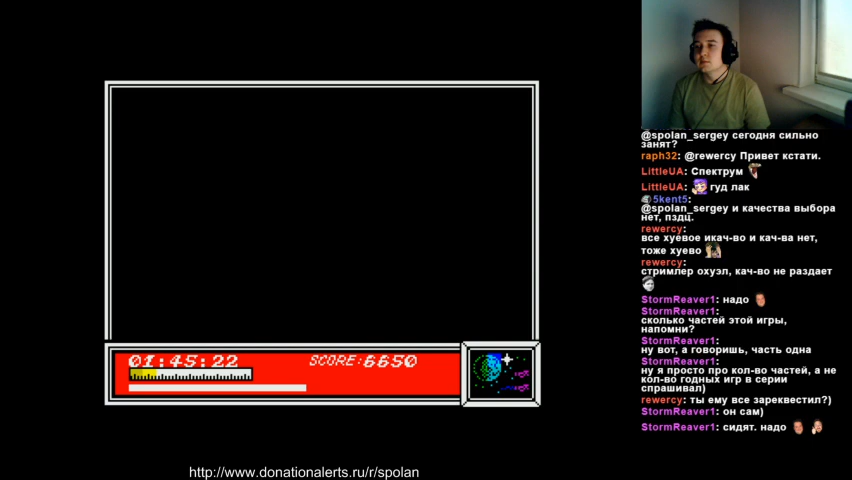 @spolan_sergey сегодня сильно
занят?
raph32: @rewercy Привет кстати.
LittleUA: Спектрум
LittleUA: гуд лак
5kent5:
@spolan_sergey и качества выбора
нет, пздц.
rewercy:
все хуевое икач-во и кач-ва нет,
тоже хуево
rewercy:
стримлер охуэл, кач-во не раздает
StormReaver1: надо
StormReaver1:
сколько частей этой игры,
напомни?
StormReaver1:
ну вот, а говоришь, часть одна
StormReaver1:
ну я просто про кол-во частей, а не
кол-во годных игр в серии
спрашивал)
rewercy: ты ему все зареквестил?)
StormReaver1: он сам)
StormReaver1: сидят. надо
01:45:22
SCORE:6650
http://www.donationalerts.ru/r/spolan